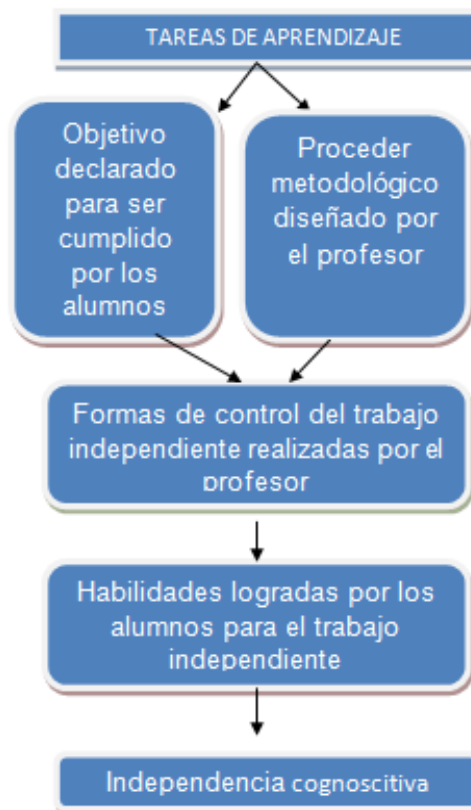 TAREAS DE APRENDIZAJE
Objetivo
declarado
para ser
cumplido
por los
alumnos
Proceder
metodológico
diseñado por
el profesor
Formas de control del trabajo
independiente realizadas por el
profesor
Habilidades logradas por los
alumnos para el trabajo
independiente
Independencia cognoscitiva